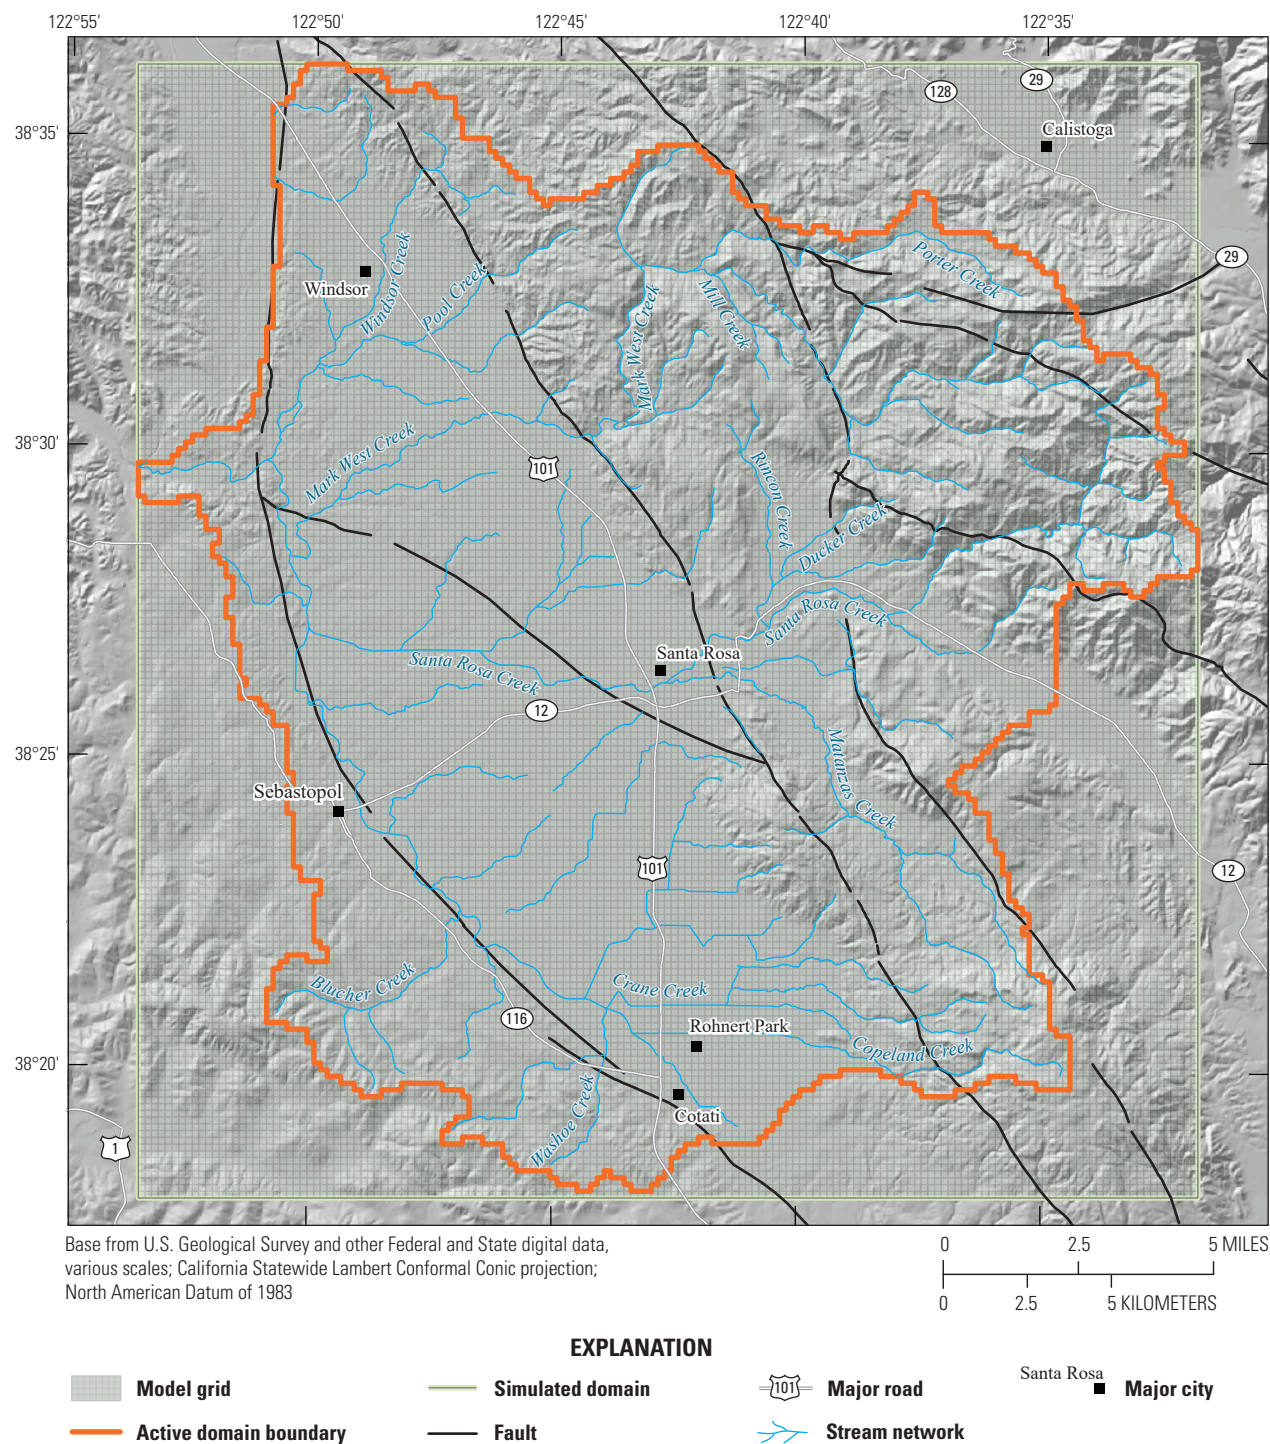 122°55'
122°50'
122°45'
122°40'
122°35'
38°35'
38°30'
38°25'
38°20'
128
29
Calistoga
29
Porter Creek
Windsor
Windsor Creek
Pool Creek
Mark West Creek
Mill Creek
Mark West Creek
101
Rincon Creek
Ducker Creek
Santa Rosa Creek
Santa Rosa
Santa Rosa Creek
12
Matanzas Creek
Sebastopol
101
12
Blucher Creek
Crane Creek
116
Rohnert Park
Copeland Creek
Cotati
Washoe Creek
1
Base from U.S. Geological Survey and other Federal and State digital data,
various scales; California Statewide Lambert Conformal Conic projection;
North American Datum of 1983
0 2.5 5 MILES
0 2.5 5 KILOMETERS
EXPLANATION
Model grid
Simulated domain
101
Major road
Santa Rosa
Major city
Active domain boundary
Fault
Stream network